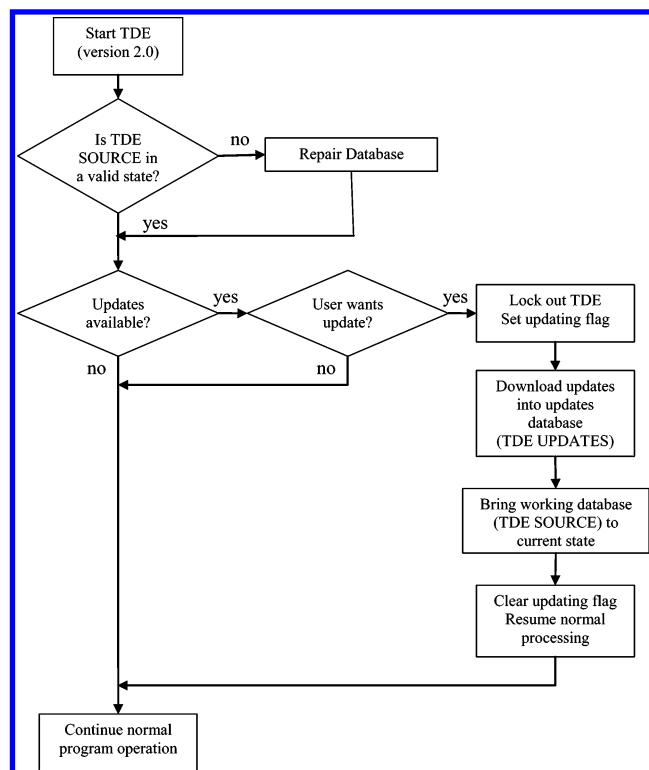 Start TDE
(version 2.0)
Is TDE
SOURCE in
a valid state?
no
Repair Database
yes
Updates
available?
yes
User wants
update?
yes
Lock out TDE
Set updating flag
no
no
Download updates
into updates
database
(TDE UPDATES)
Bring working database
(TDE SOURCE) to
current state
Clear updating flag
Resume normal
processing
Continue normal
program operation